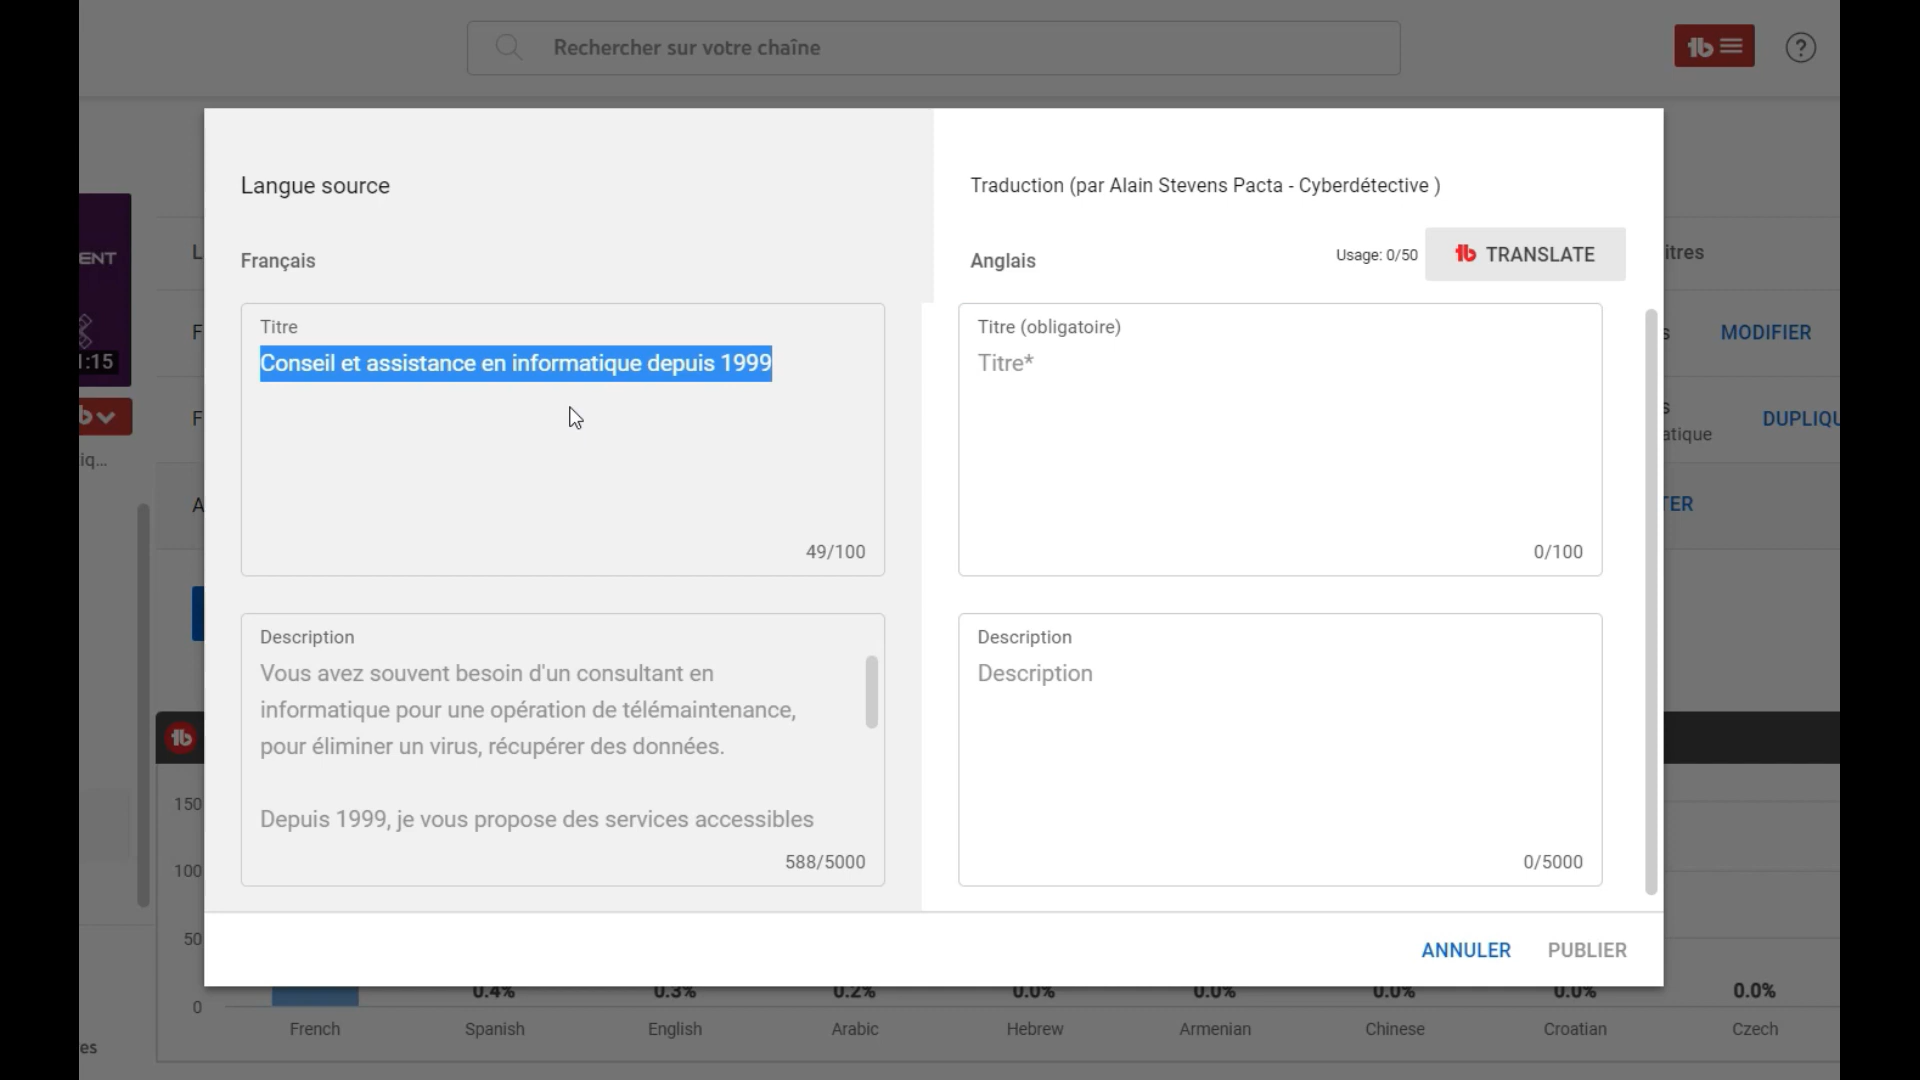 Rechercher sur votre chaîne
Langue source
Traduction (par Alain Stevens Pacta - Cyberdétective )
Français
Anglais
Usage: 0/50
TRANSLATE
Titre
Conseil et assistance en informatique depuis 1999
49/100
Titre (obligatoire)
Titre*
0/100
Description
Vous avez souvent besoin d'un consultant en
informatique pour une opération de télémaintenance,
pour éliminer un virus, récupérer des données.
Depuis 1999, je vous propose des services accessibles
588/5000
Description
Description
0/5000
ANNULER
PUBLIER
ENT
1:15
iq...
itres
MODIFIER
atique
DUPLIQU
TER
150
100
50
0
0.4%
0.3%
0.2%
0.0%
0.0%
0.0%
0.0%
0.0%
French
Spanish
English
Arabic
Hebrew
Armenian
Chinese
Croatian
Czech
es